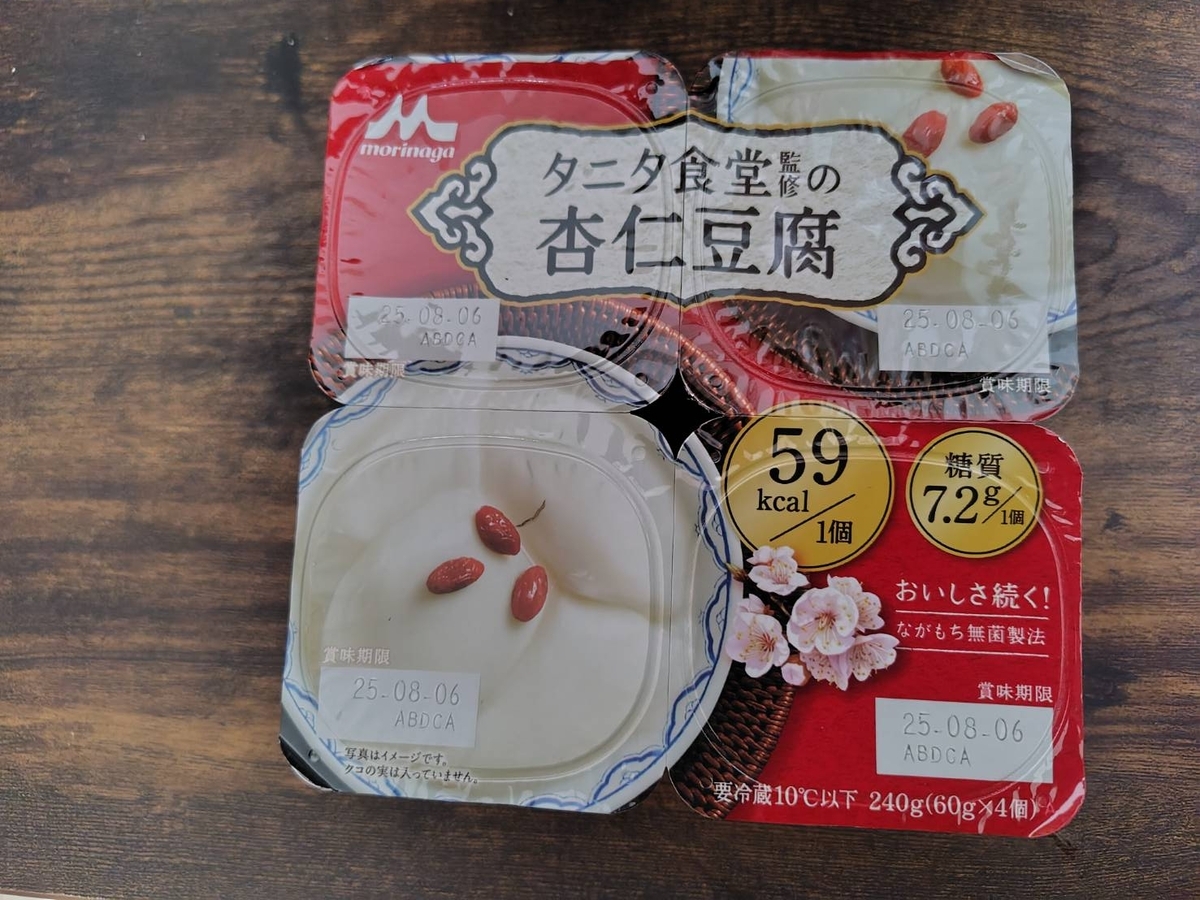 morinaga
タニタ食堂監修の
杏仁豆腐
25-08-06
ABDCA
賞味期限
25-08-06
ABDCA
賞味期限
59
kcal
/1個
糖質
7.2g/1個
おいしさ続く!
ながもち無菌製法
賞味期限
25-08-06
ABDCA
写真はイメージです。
クコの実は入っていません。
賞味期限
25-08-06
ABDCA
要冷蔵10℃以下 240g(60g×4個)